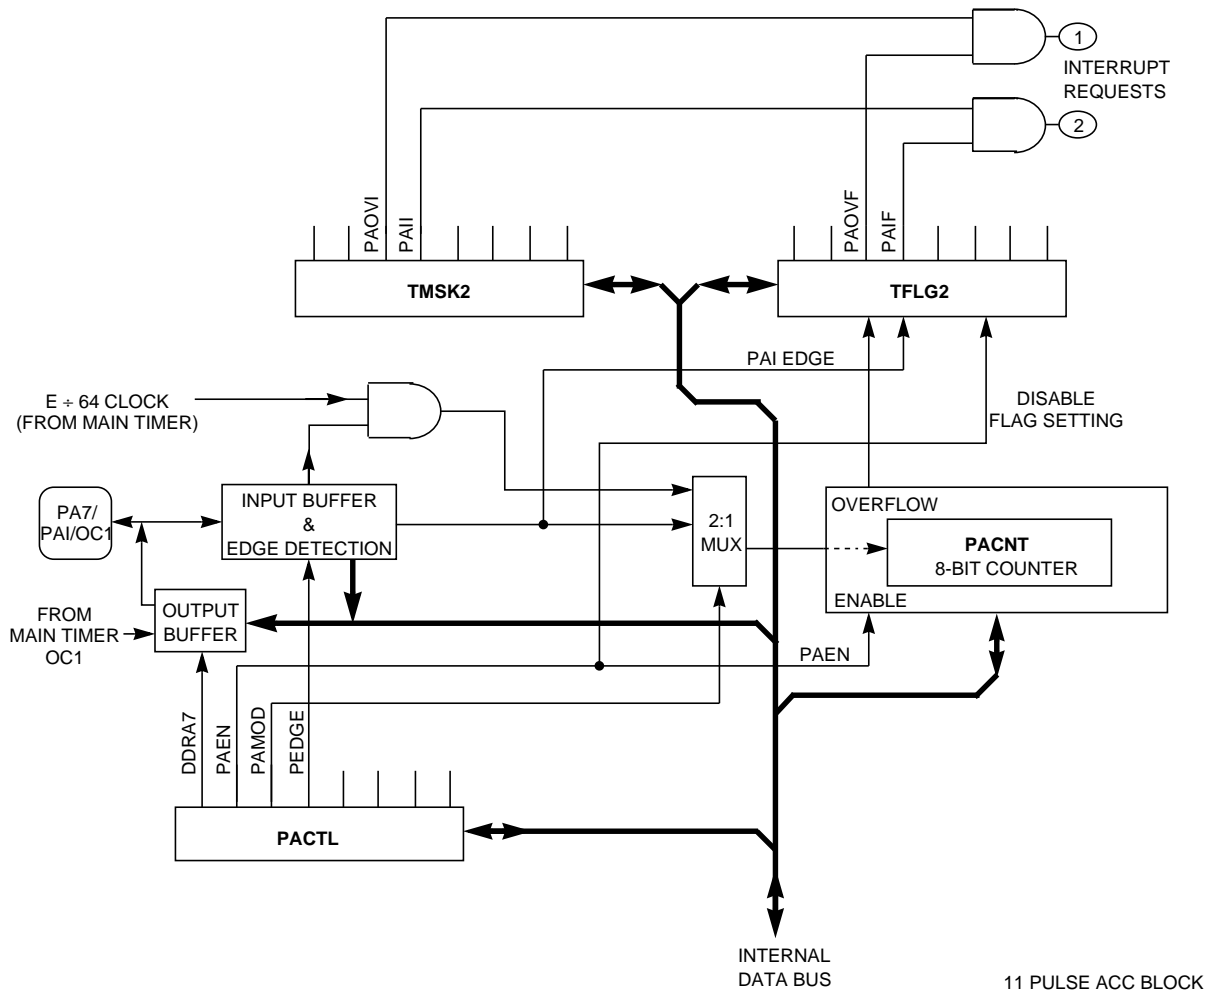 1
INTERRUPT
REQUESTS
2
PAOVI
PAII
PAOVF
PAIF
TMSK2
TFLG2
PAI EDGE
E ÷ 64 CLOCK
(FROM MAIN TIMER)
DISABLE
FLAG SETTING
PA7/
PAI/OC1
INPUT BUFFER
&
EDGE DETECTION
2:1
MUX
OVERFLOW
PACNT
8-BIT COUNTER
ENABLE
OUTPUT
BUFFER
FROM
MAIN TIMER
OC1
PAEN
DDRA7
PAEN
PAMOD
PEDGE
PACTL
INTERNAL
DATA BUS
11 PULSE ACC BLOCK